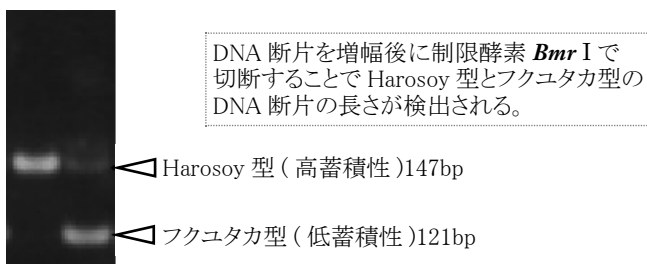 DNA 断片を増幅後に制限酵素 BmrⅠで
切断することで Harosoy 型とフクユタカ型の
DNA 断片の長さが検出される。
Harosoy 型 ( 高蓄積性 )147bp
フクユタカ型 ( 低蓄積性 )121bp